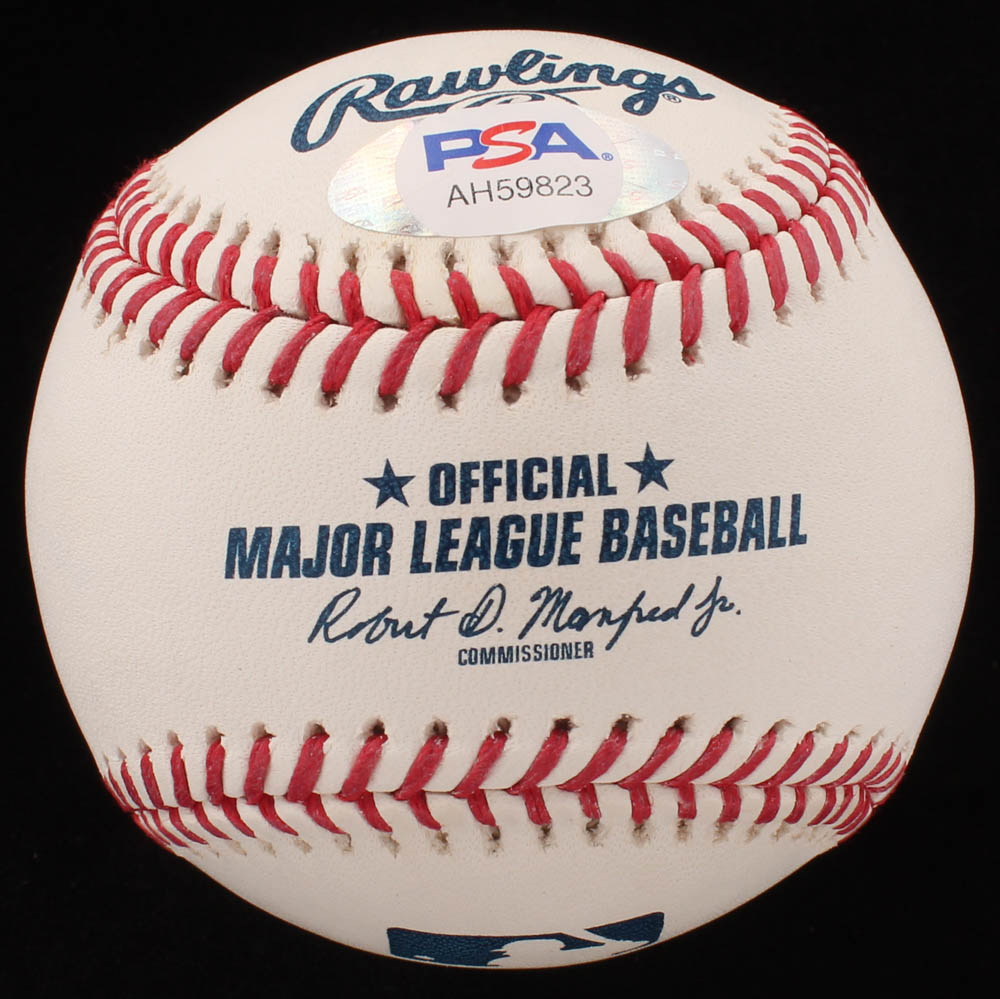 Rawlings®
PSA®
AH59823
★ OFFICIAL ★
MAJOR LEAGUE BASEBALL
Robert D. Manfred Jr.
COMMISSIONER